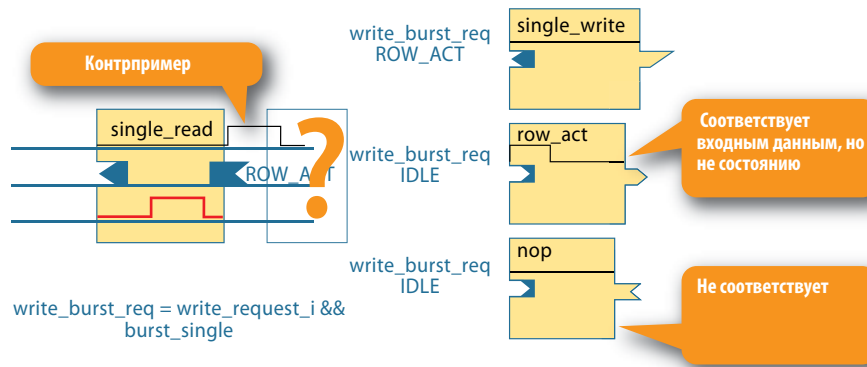 Контрпример
single_read
ROW_ACT
?
write_burst_req = write_request_i &&
burst_single
write_burst_req
ROW_ACT
single_write
write_burst_req
IDLE
row_act
Соответствует
входным данным, но
не состоянию
write_burst_req
IDLE
nop
Не соответствует